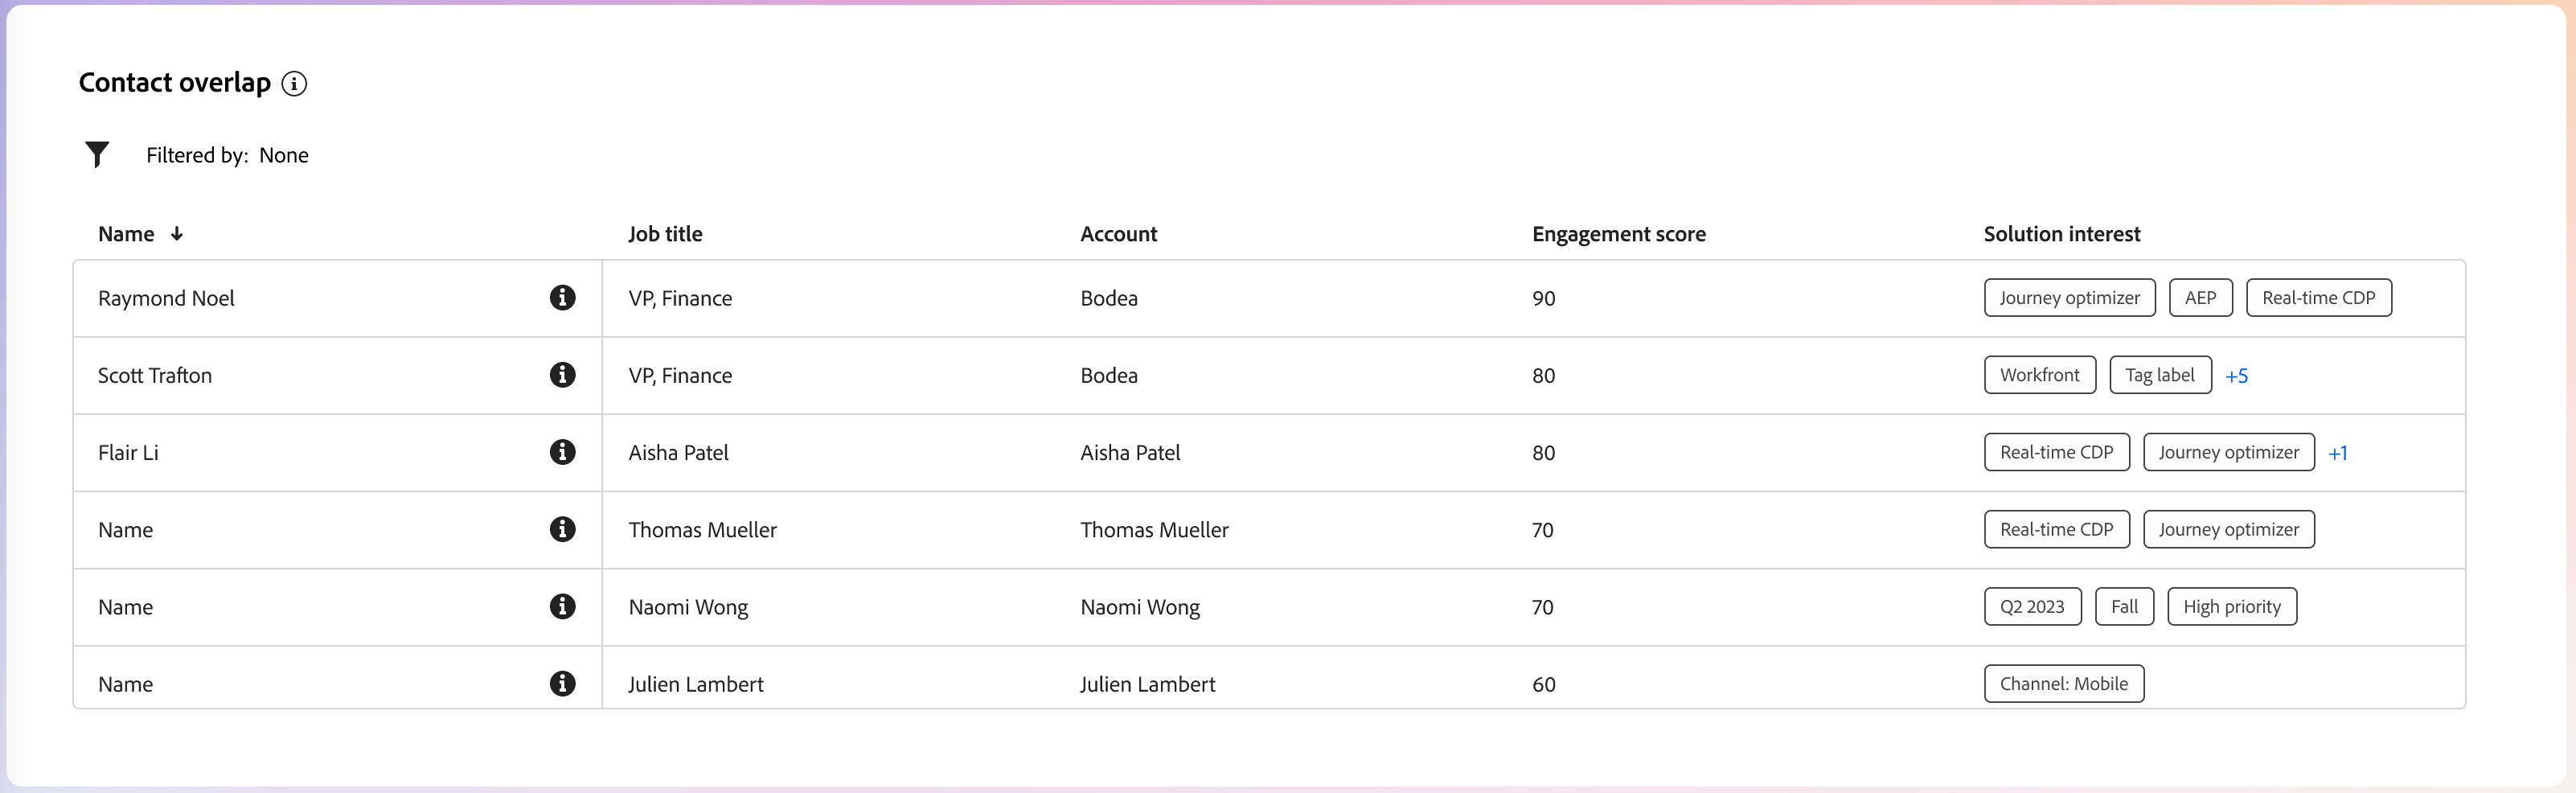 Contact overlap
Filtered by: None
Name Job title Account Engagement score Solution interest
Raymond Noel VP, Finance Bodea 90 Journey optimizer AEP Real-time CDP
Scott Trafton VP, Finance Bodea 80 Workfront Tag label +5
Flair Li Aisha Patel Aisha Patel 80 Real-time CDP Journey optimizer +1
Name Thomas Mueller Thomas Mueller 70 Real-time CDP Journey optimizer
Name Naomi Wong Naomi Wong 70 Q2 2023 Fall High priority
Name Julien Lambert Julien Lambert 60 Channel: Mobile